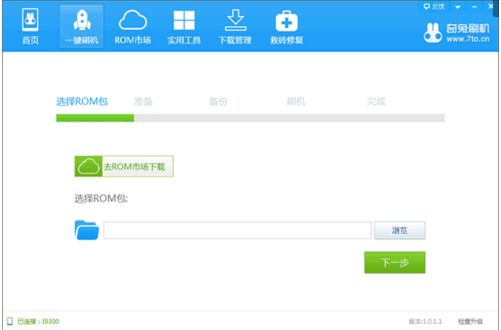 反馈
首页 一键刷机 ROM市场 实用工具 下载管理 救砖修复
奇兔刷机
www.7to.cn
选择ROM包 准备 备份 刷机 完成
去ROM市场下载
选择ROM包:
浏览
下一步
已连接：I9300 版本:1.0.1.1 检查升级